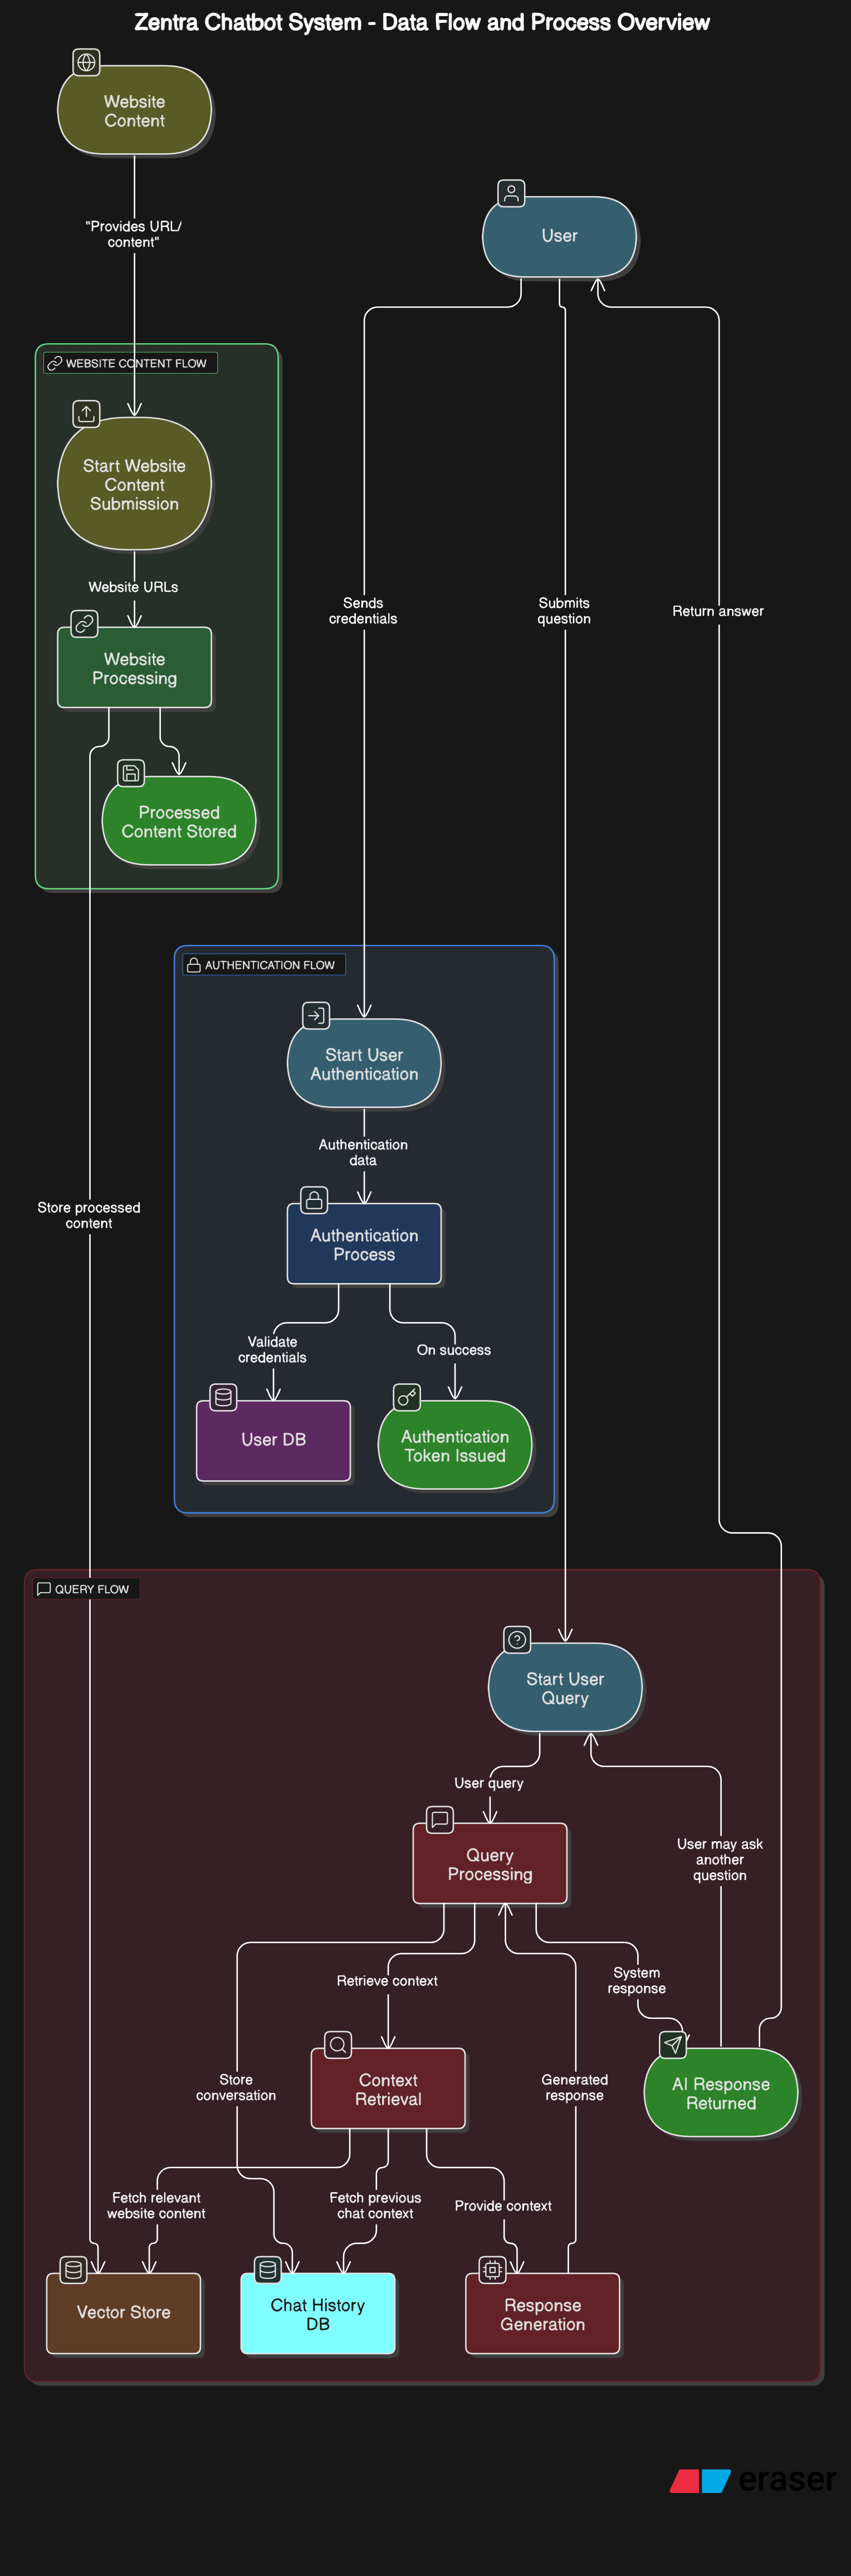 Zentra Chatbot System - Data Flow and Process Overview
Website
Content
"Provides URL/
content"
User
WEBSITE CONTENT FLOW
Start Website
Content
Submission
Website URLs
Website
Processing
Processed
Content Stored
Sends
credentials
Submits
question
Return answer
AUTHENTICATION FLOW
Start User
Authentication
Authentication
data
Authentication
Process
Validate
credentials
On success
User DB
Authentication
Token Issued
Store processed
content
QUERY FLOW
Start User
Query
User query
Query
Processing
User may ask
another
question
Retrieve context
System
response
Context
Retrieval
Store
conversation
Generated
response
AI Response
Returned
Fetch relevant
website content
Fetch previous
chat context
Provide context
Vector Store
Chat History
DB
Response
Generation
eraser